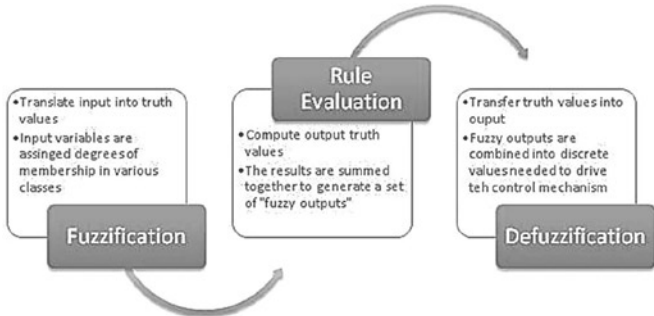 •Translate input into truth
values
•Input variables are
assinged degrees of
membership in various
classes
Fuzzification
Rule
Evaluation
•Compute output truth
values
•The results are summed
together to generate a set
of "fuzzy outputs"
•Transfer truth values into
ouput
•Fuzzy outputs are
combined into discrete
values needed to drive
teh control mechanism
Defuzzification